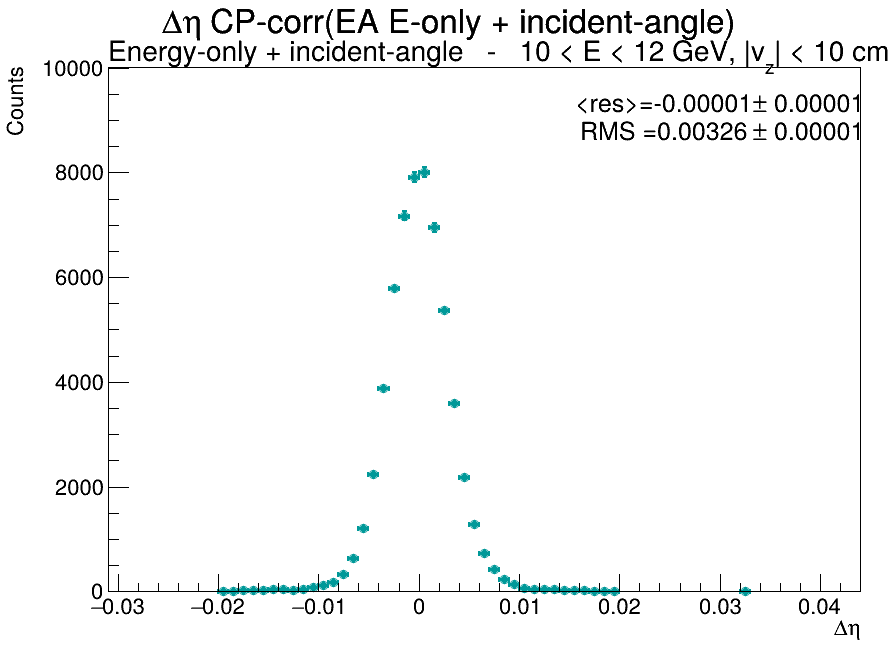 Δη CP-corr(EA E-only + incident-angle)
Energy-only + incident-angle - 10 < E < 12 GeV, |v_z| < 10 cm
<res>=-0.00001± 0.00001
RMS =0.00326 ± 0.00001
Counts
10000
8000
6000
4000
2000
0
−0.03 −0.02 −0.01 0 0.01 0.02 0.03 0.04
Δη